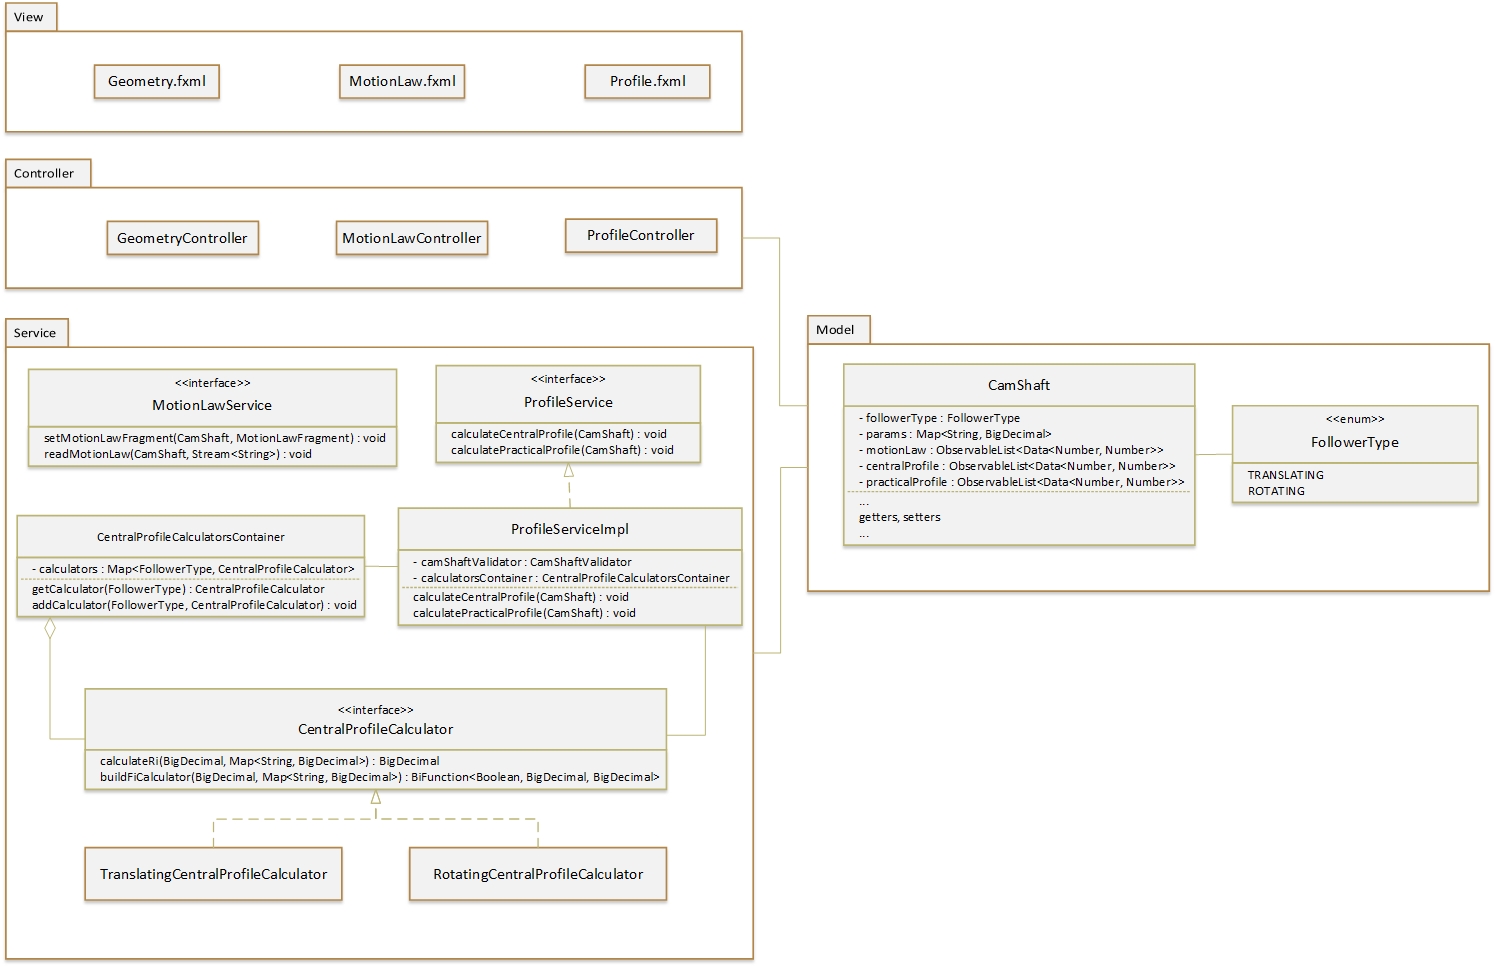 View
Geometry.fxml
MotionLaw.fxml
Profile.fxml
Controller
GeometryController
MotionLawController
ProfileController
Service
<<interface>>
MotionLawService
setMotionLawFragment(CamShaft, MotionLawFragment) : void
readMotionLaw(CamShaft, Stream<String>) : void
<<interface>>
ProfileService
calculateCentralProfile(CamShaft) : void
calculatePracticalProfile(CamShaft) : void
CentralProfileCalculatorsContainer
- calculators : Map<FollowerType, CentralProfileCalculator>
getCalculator(FollowerType) : CentralProfileCalculator
addCalculator(FollowerType, CentralProfileCalculator) : void
ProfileServiceImpl
- camShaftValidator : CamShaftValidator
- calculatorsContainer : CentralProfileCalculatorsContainer
calculateCentralProfile(CamShaft) : void
calculatePracticalProfile(CamShaft) : void
<<interface>>
CentralProfileCalculator
calculateRi(BigDecimal, Map<String, BigDecimal>) : BigDecimal
buildFiCalculator(BigDecimal, Map<String, BigDecimal>) : BiFunction<Boolean, BigDecimal, BigDecimal>
TranslatingCentralProfileCalculator
RotatingCentralProfileCalculator
Model
CamShaft
- followerType : FollowerType
- params : Map<String, BigDecimal>
- motionLaw : ObservableList<Data<Number, Number>>
- centralProfile : ObservableList<Data<Number, Number>>
- practicalProfile : ObservableList<Data<Number, Number>>
...
getters, setters
...
<<enum>>
FollowerType
TRANSLATING
ROTATING